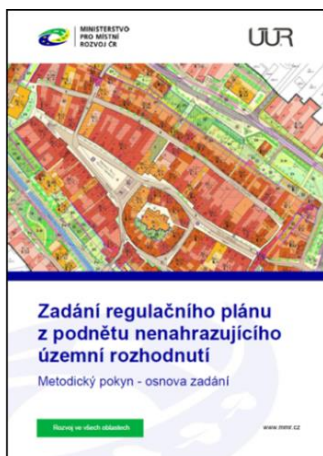 MINISTERSTVO
PRO MÍSTNÍ
ROZVOJ ČR
ÚÚR
Zadání regulačního plánu
z podnětu nenahrazujícího
územní rozhodnutí
Metodický pokyn - osnova zadání
Rozvoj ve všech oblastech
www.mmr.cz